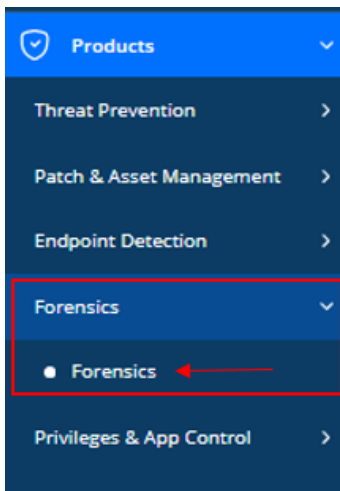 Products
Threat Prevention
Patch & Asset Management
Endpoint Detection
Forensics
Forensics
Privileges & App Control